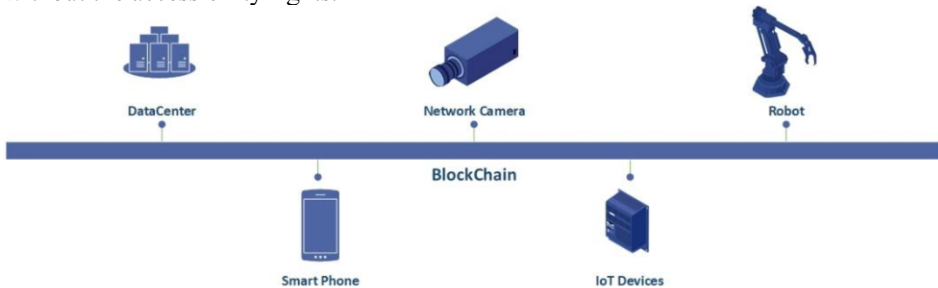 DataCenter
Network Camera
Robot
BlockChain
Smart Phone
IoT Devices